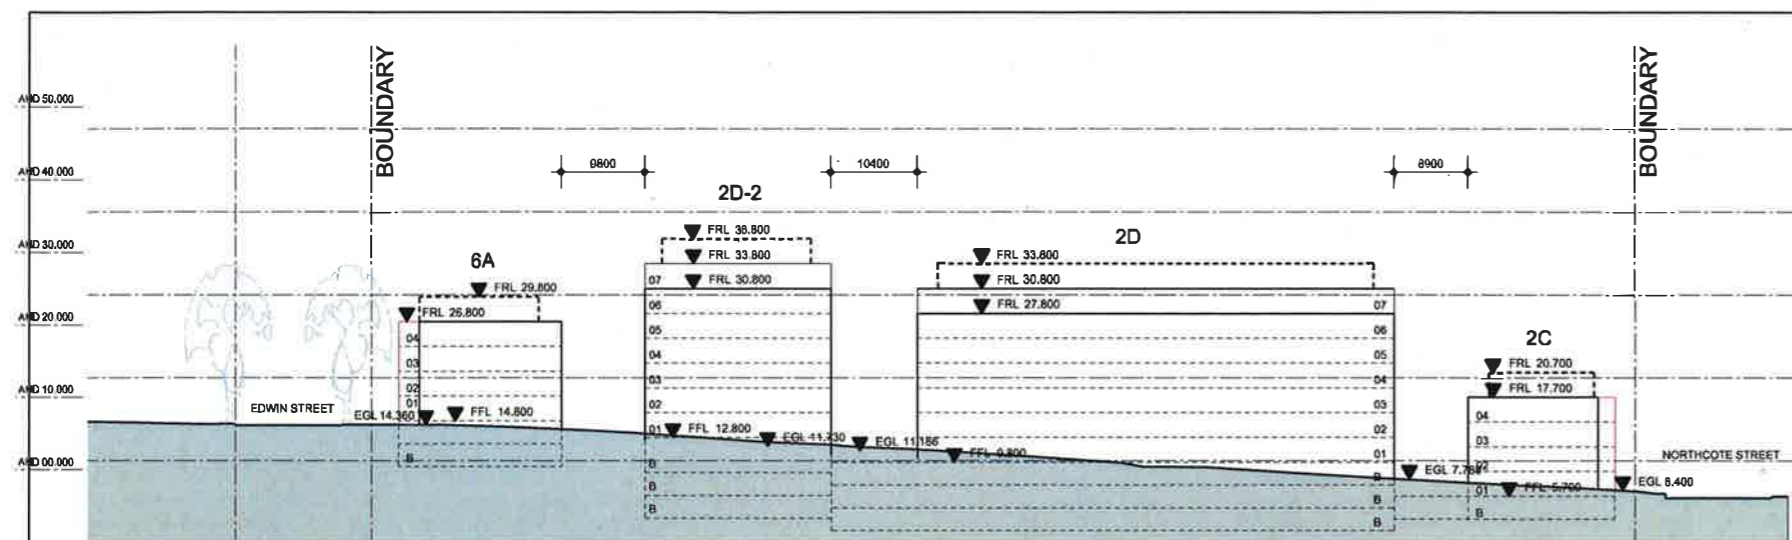 BOUNDARY
BOUNDARY
AHD 50.000
AHD 40.000
AHD 30.000
AHD 20.000
AHD 10.000
AHD 00.000
9800
10400
8900
6A
FRL 29.800
FRL 26.800
04
03
02
01
B
EDWIN STREET
EGL 14.360
FFL 14.800
2D-2
FRL 36.800
FRL 33.800
FRL 30.800
07
06
05
04
03
02
01
B
B
B
FFL 12.800
EGL 11.730
EGL 11.186
2D
FRL 33.800
FRL 30.800
FRL 27.800
07
06
05
04
03
02
01
B
B
B
FFL 9.800
EGL
2C
FRL 20.700
FRL 17.700
04
03
02
01
B
FFL 5.700
EGL 6.400
NORTHCOTE STREET